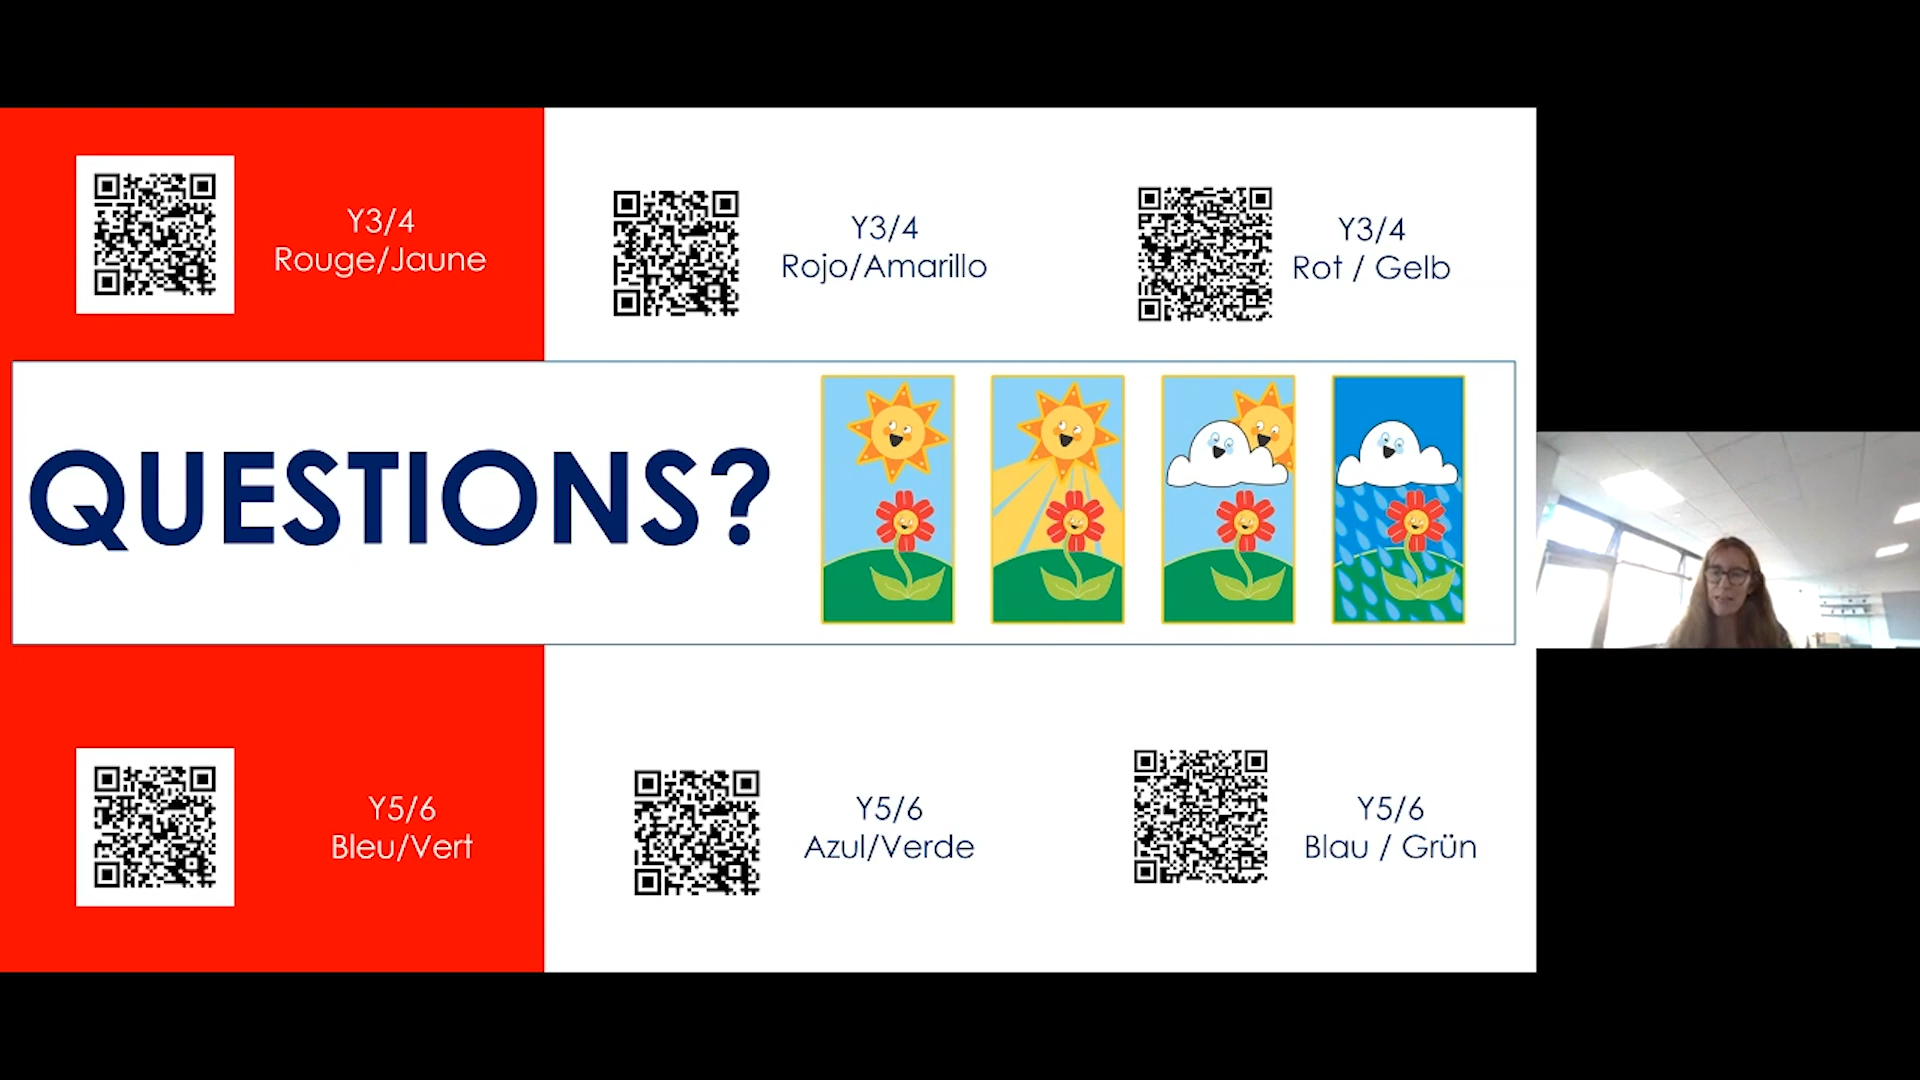 Y3/4
Rouge/Jaune
Y3/4
Rojo/Amarillo
Y3/4
Rot / Gelb
QUESTIONS?
Y5/6
Bleu/Vert
Y5/6
Azul/Verde
Y5/6
Blau / Grün